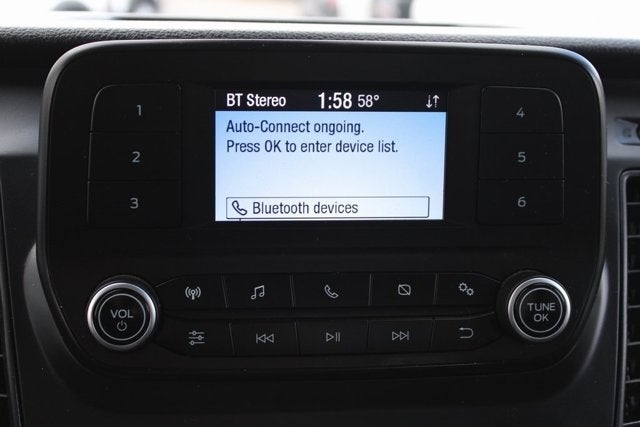 BT Stereo 1:58 58°
Auto-Connect ongoing.
Press OK to enter device list.
Bluetooth devices
1
2
3
4
5
6
VOL
TUNE
OK